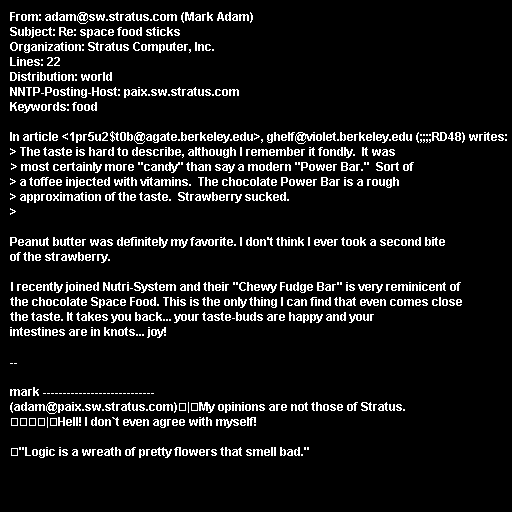 From: adam@sw.stratus.com (Mark Adam)
Subject: Re: space food sticks
Organization: Stratus Computer, Inc.
Lines: 22
Distribution: world
NNTP-Posting-Host: paix.sw.stratus.com
Keywords: food

In article <1pr5u2$t0b@agate.berkeley.edu>, ghelf@violet.berkeley.edu (;;;;RD48) writes:
> The taste is hard to describe, although I remember it fondly.  It was
> most certainly more "candy" than say a modern "Power Bar."  Sort of
> a toffee injected with vitamins.  The chocolate Power Bar is a rough
> approximation of the taste.  Strawberry sucked.
>

Peanut butter was definitely my favorite. I don't think I ever took a second bite
of the strawberry.

I recently joined Nutri-System and their "Chewy Fudge Bar" is very reminicent of
the chocolate Space Food. This is the only thing I can find that even comes close
the taste. It takes you back... your taste-buds are happy and your
intestines are in knots... joy!

--

mark ----------------------------
(adam@paix.sw.stratus.com)▯|▯My opinions are not those of Stratus.
▯▯▯▯|▯Hell! I don`t even agree with myself!

▯"Logic is a wreath of pretty flowers that smell bad."